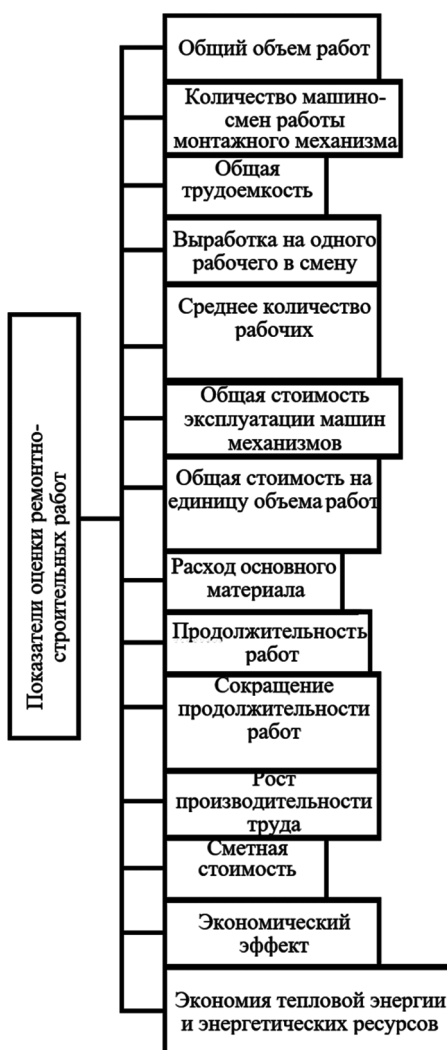 Показатели оценки ремонтно-
строительных работ
Общий объем работ
Количество машино-
смен работы
монтажного механизма
Общая
трудоемкость
Выработка на одного
рабочего в смену
Среднее количество
рабочих
Общая стоимость
эксплуатации машин
механизмов
Общая стоимость на
единицу объема работ
Расход основного
материала
Продолжительность
работ
Сокращение
продолжительности
работ
Рост
производительности
труда
Сметная
стоимость
Экономический
эффект
Экономия тепловой энергии
и энергетических ресурсов